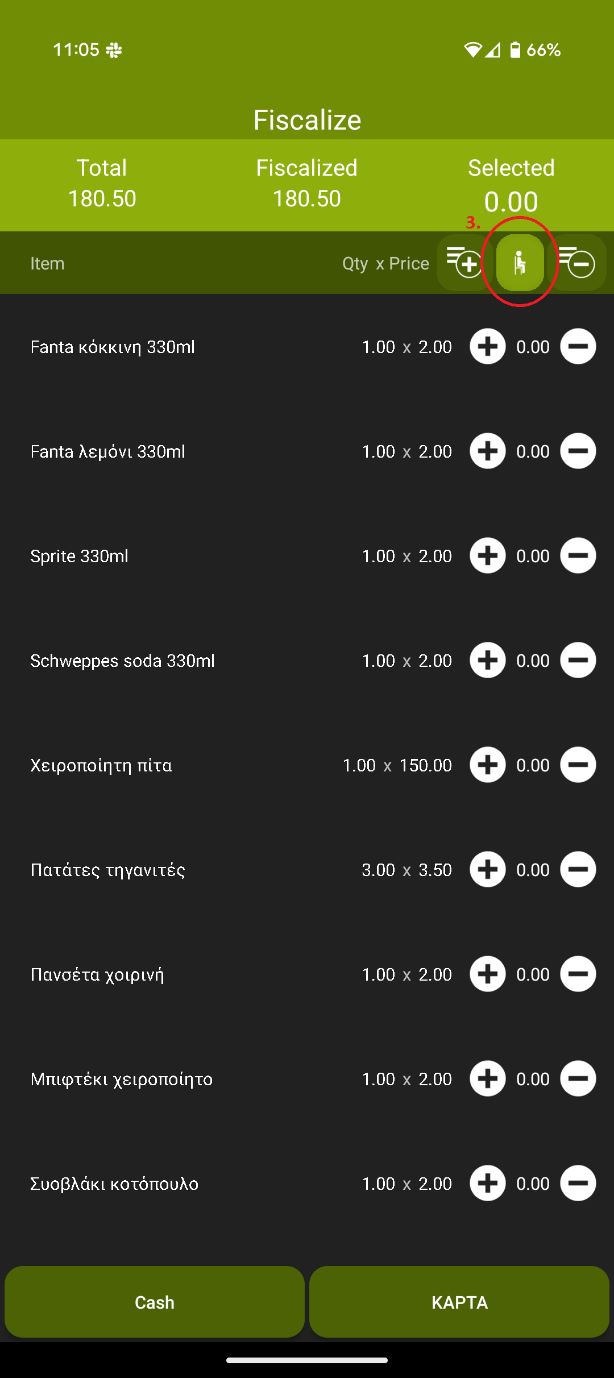 11:05 66%
Fiscalize
Total Fiscalized Selected
180.50 180.50 0.00
3.
Item Qty x Price
Fanta κόκκινη 330ml 1.00 x 2.00 0.00
Fanta λεμόνι 330ml 1.00 x 2.00 0.00
Sprite 330ml 1.00 x 2.00 0.00
Schweppes soda 330ml 1.00 x 2.00 0.00
Χειροποίητη πίτα 1.00 x 150.00 0.00
Πατάτες τηγανιτές 3.00 x 3.50 0.00
Πανσέτα χοιρινή 1.00 x 2.00 0.00
Μπιφτέκι χειροποίητο 1.00 x 2.00 0.00
Συοβλάκι κοτόπουλο 1.00 x 2.00 0.00
Cash ΚΑΡΤΑ